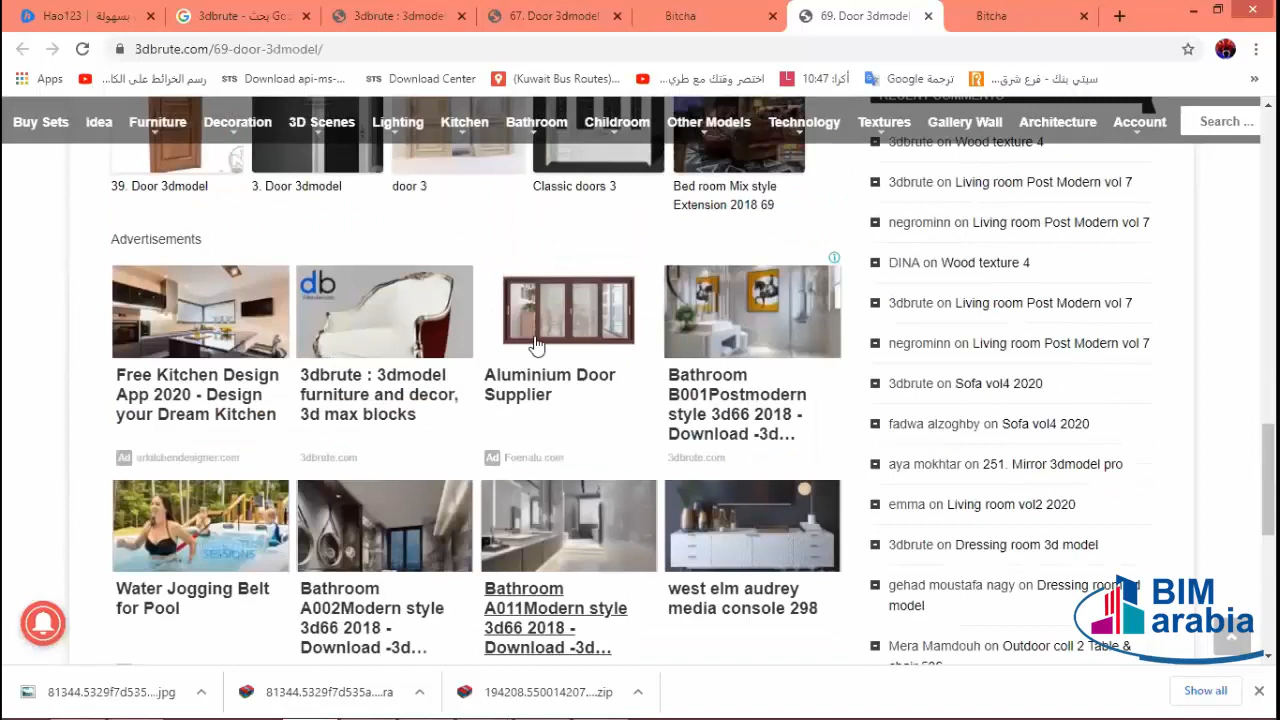 Hao123 | بسهولة
3dbrute - بحث Go...
3dbrute : 3dmodel
67. Door 3dmodel
Bitcha
69. Door 3dmodel
Bitcha
3dbrute.com/69-door-3dmodel/
Apps
رسم الخرائط على الكا...
STS Download api-ms-...
STS Download Center
(Kuwait Bus Routes)...
اختصر وقتك مع طري...
أكرا: 10:47
ترجمة Google
سيتي بنك - فرع شرق...
»
Buy Sets
idea
Furniture
Decoration
3D Scenes
Lighting
Kitchen
Bathroom
Childroom
Other Models
Technology
Textures
Gallery Wall
Architecture
Account
Search ...
RECENT COMMENTS
39. Door 3dmodel
3. Door 3dmodel
door 3
Classic doors 3
Bed room Mix style
Extension 2018 69
Advertisements
Free Kitchen Design
App 2020 - Design
your Dream Kitchen
Ad
db
3dbrute : 3dmodel
furniture and decor,
3d max blocks
3dbrute.com
Aluminium Door
Supplier
Ad Foenalu.com
Bathroom
B001Postmodern
style 3d66 2018 -
Download -3d...
3dbrute.com
SESSIONS
Water Jogging Belt
for Pool
Bathroom
A002Modern style
3d66 2018 -
Download -3d...
Bathroom
A011Modern style
3d66 2018 -
Download -3d...
west elm audrey
media console 298
3dbrute on Wood texture 4
3dbrute on Living room Post Modern vol 7
negrominn on Living room Post Modern vol 7
DINA on Wood texture 4
3dbrute on Living room Post Modern vol 7
negrominn on Living room Post Modern vol 7
3dbrute on Sofa vol4 2020
fadwa alzoghby on Sofa vol4 2020
aya mokhtar on 251. Mirror 3dmodel pro
emma on Living room vol2 2020
3dbrute on Dressing room 3d model
gehad moustafa nagy on Dressing room
model
Mera Mamdouh on Outdoor coll 2 Table &
BIM
arabia
81344.5329f7d535....jpg
81344.5329f7d535a....ra
194208.550014207....zip
Show all